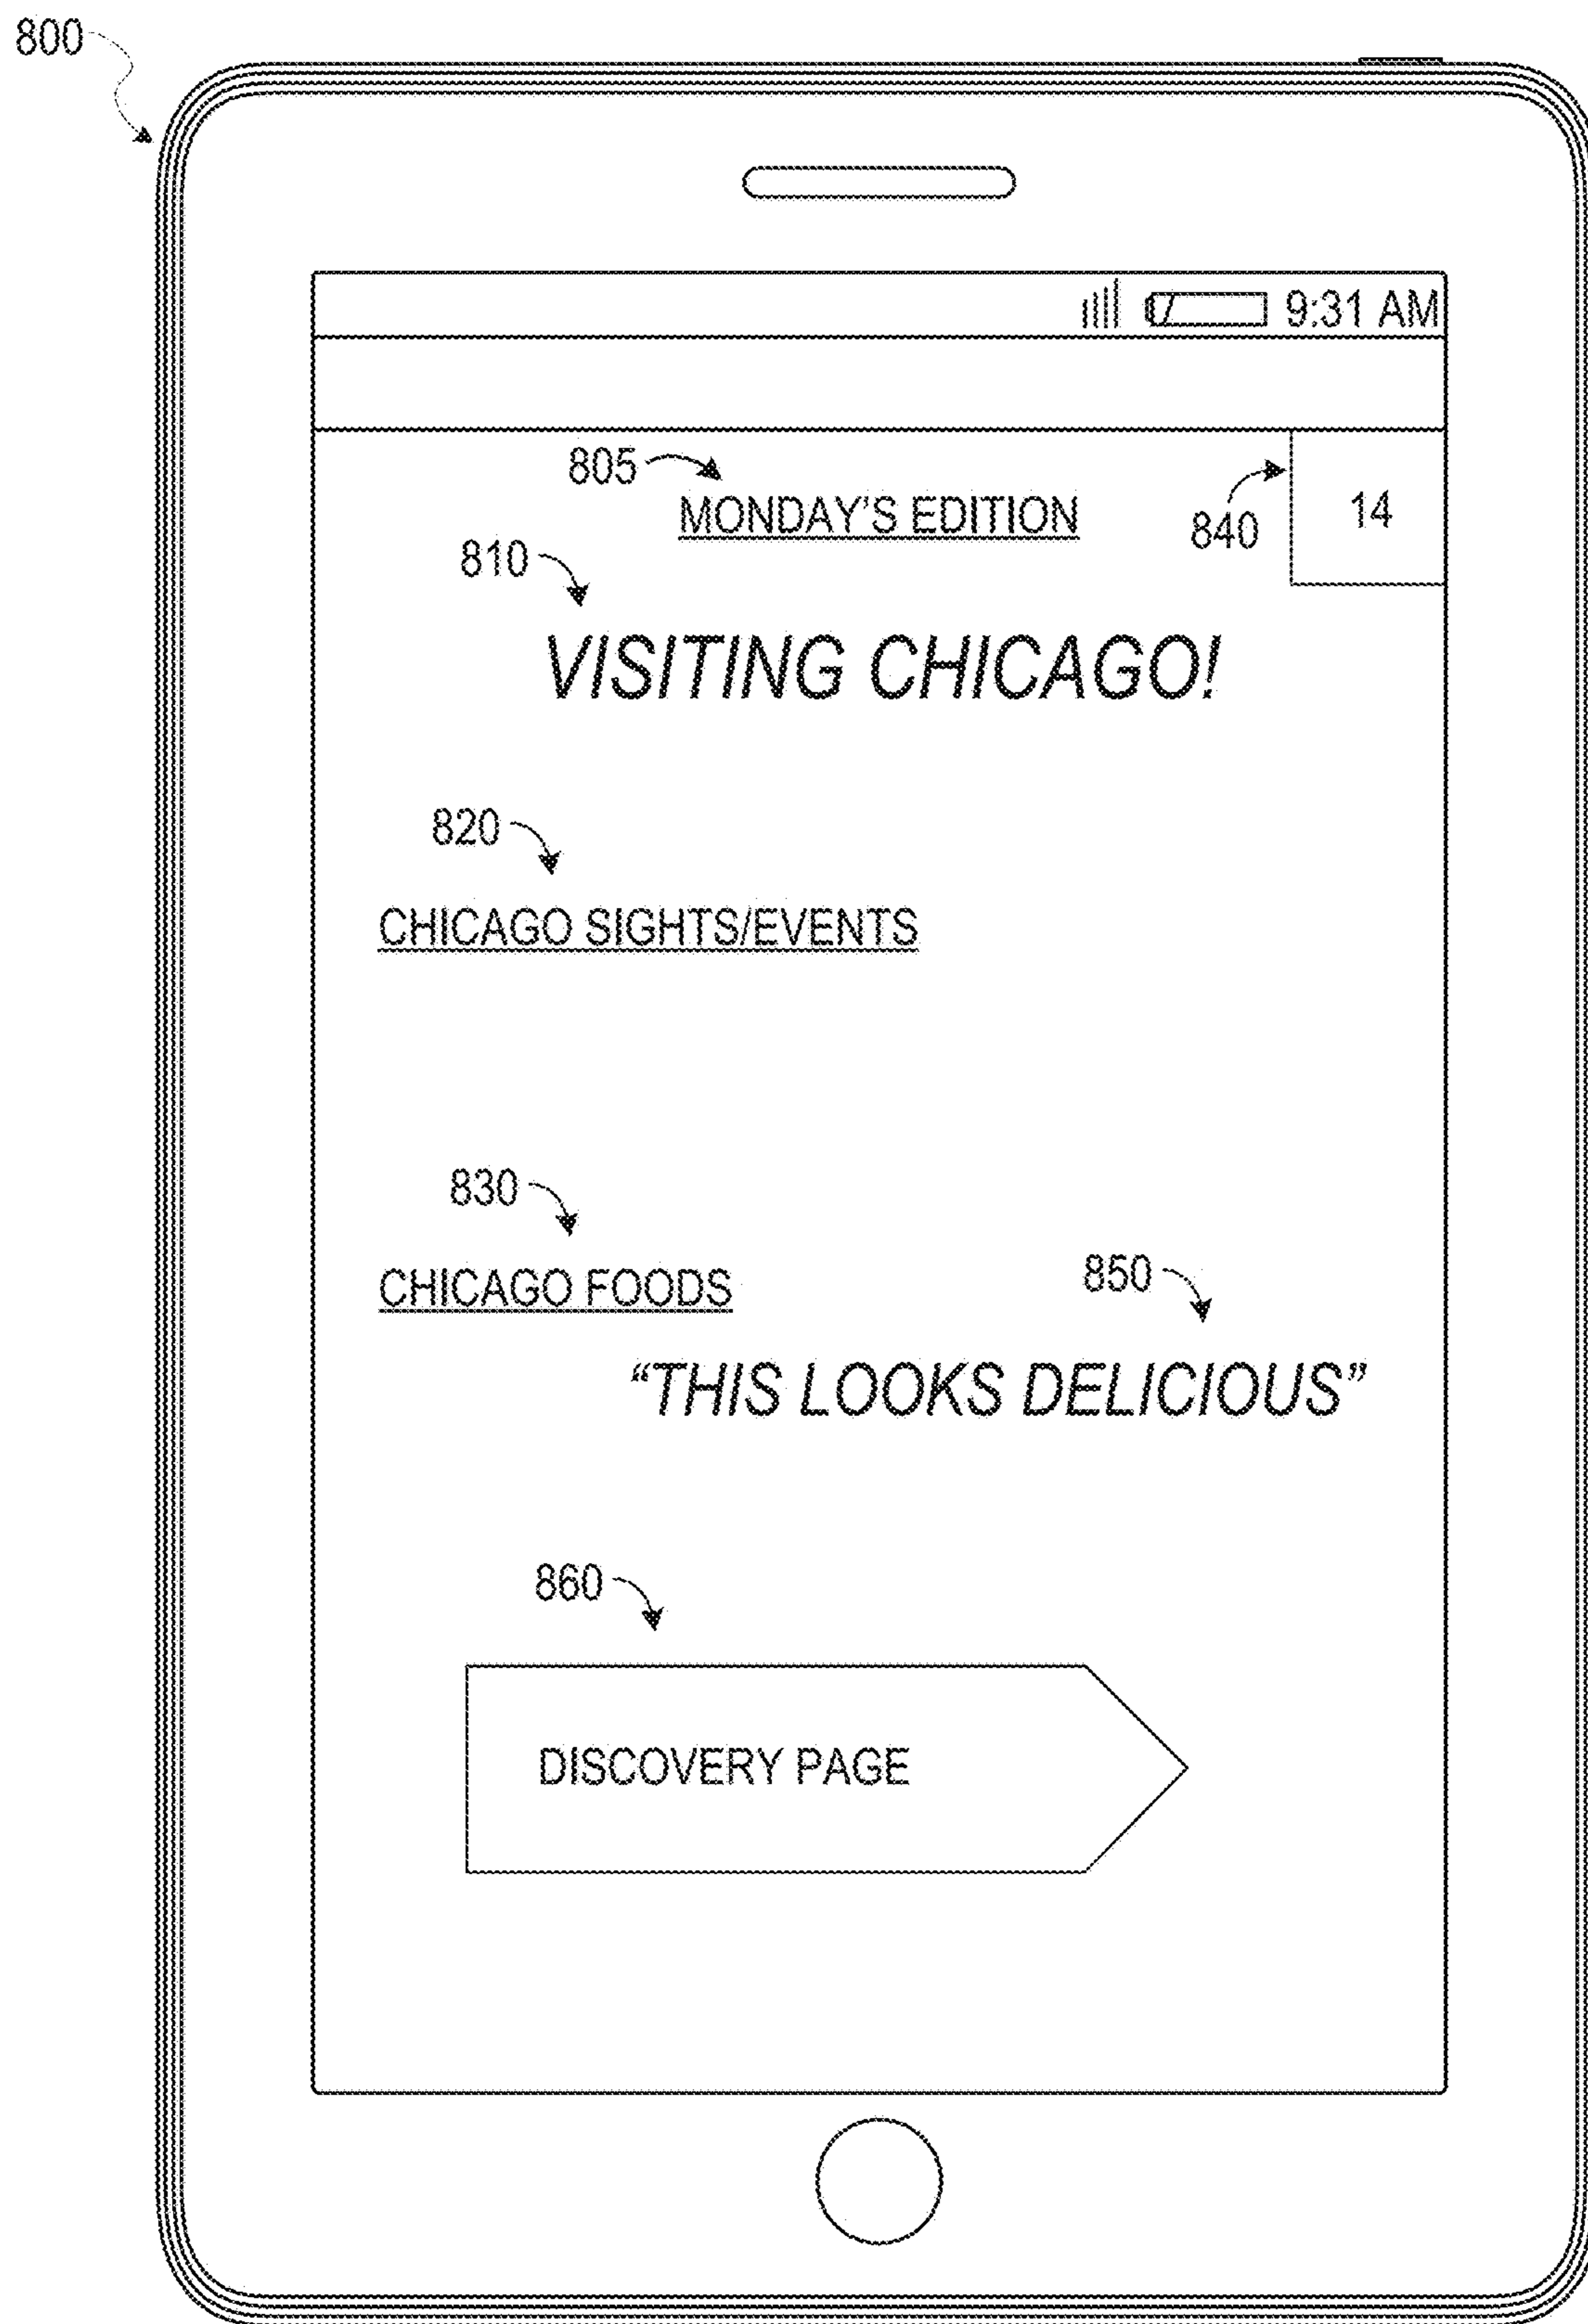 800
9:31 AM
805
MONDAY'S EDITION
840
14
810
VISITING CHICAGO!
820
CHICAGO SIGHTS/EVENTS
830
CHICAGO FOODS
850
“THIS LOOKS DELICIOUS”
860
DISCOVERY PAGE